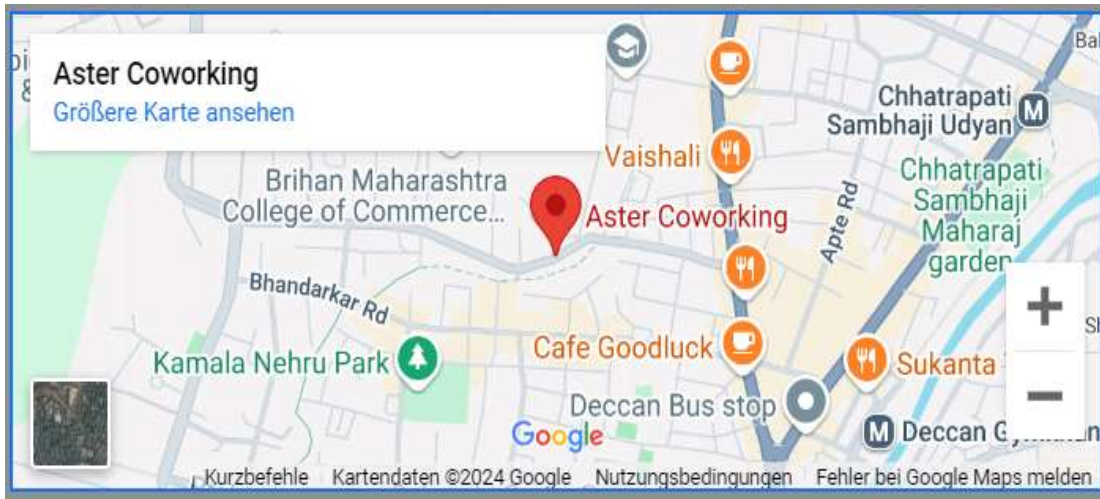 Aster Coworking
Größere Karte ansehen
Chhatrapati
Sambhaji Udyan
M
Vaishali
Chhatrapati
Sambhaji
Maharaj
garden
Brihan Maharashtra
College of Commerce...
Aster Coworking
Apte Rd
Bhandarkar Rd
Cafe Goodluck
Kamala Nehru Park
Sukanta
Deccan Bus stop
M Deccan
Google
Kurzbefehle Kartendaten ©2024 Google Nutzungsbedingungen Fehler bei Google Maps melden